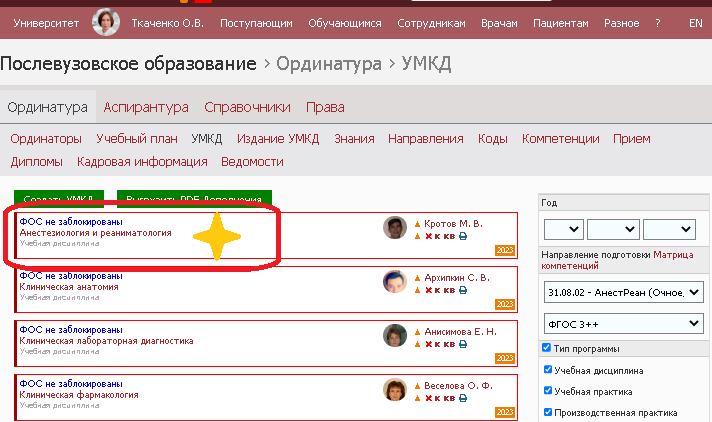 Университет Ткаченко О.В. Поступающим Обучающимся Сотрудникам Врачам Пациентам Разное ? EN
Послевузовское образование > Ординатура > УМКД
Ординатура Аспирантура Справочники Права
Ординаторы Учебный план УМКД Издание УМКД Знания Направления Коды Компетенции Прием
Дипломы Кадровая информация Ведомости
Создать УМКД Выгрузить PDF Дополнения
ФОС не заблокированы
Анестезиология и реаниматология
Учебная дисциплина
Кротов М. В.
К КВ
2023
ФОС не заблокированы
Клиническая анатомия
Учебная дисциплина
Архипкин С. В.
К КВ
2023
ФОС не заблокированы
Клиническая лабораторная диагностика
Учебная дисциплина
Анисимова Е. Н.
К КВ
2023
ФОС не заблокированы
Клиническая фармакология
Учебная дисциплина
Веселова О. Ф.
К КВ
2023
Год
Направление подготовки Матрица
компетенций
31.08.02 - АнестРеан (Очное,
ФГОС 3++
Тип программы
Учебная дисциплина
Учебная практика
Производственная практика